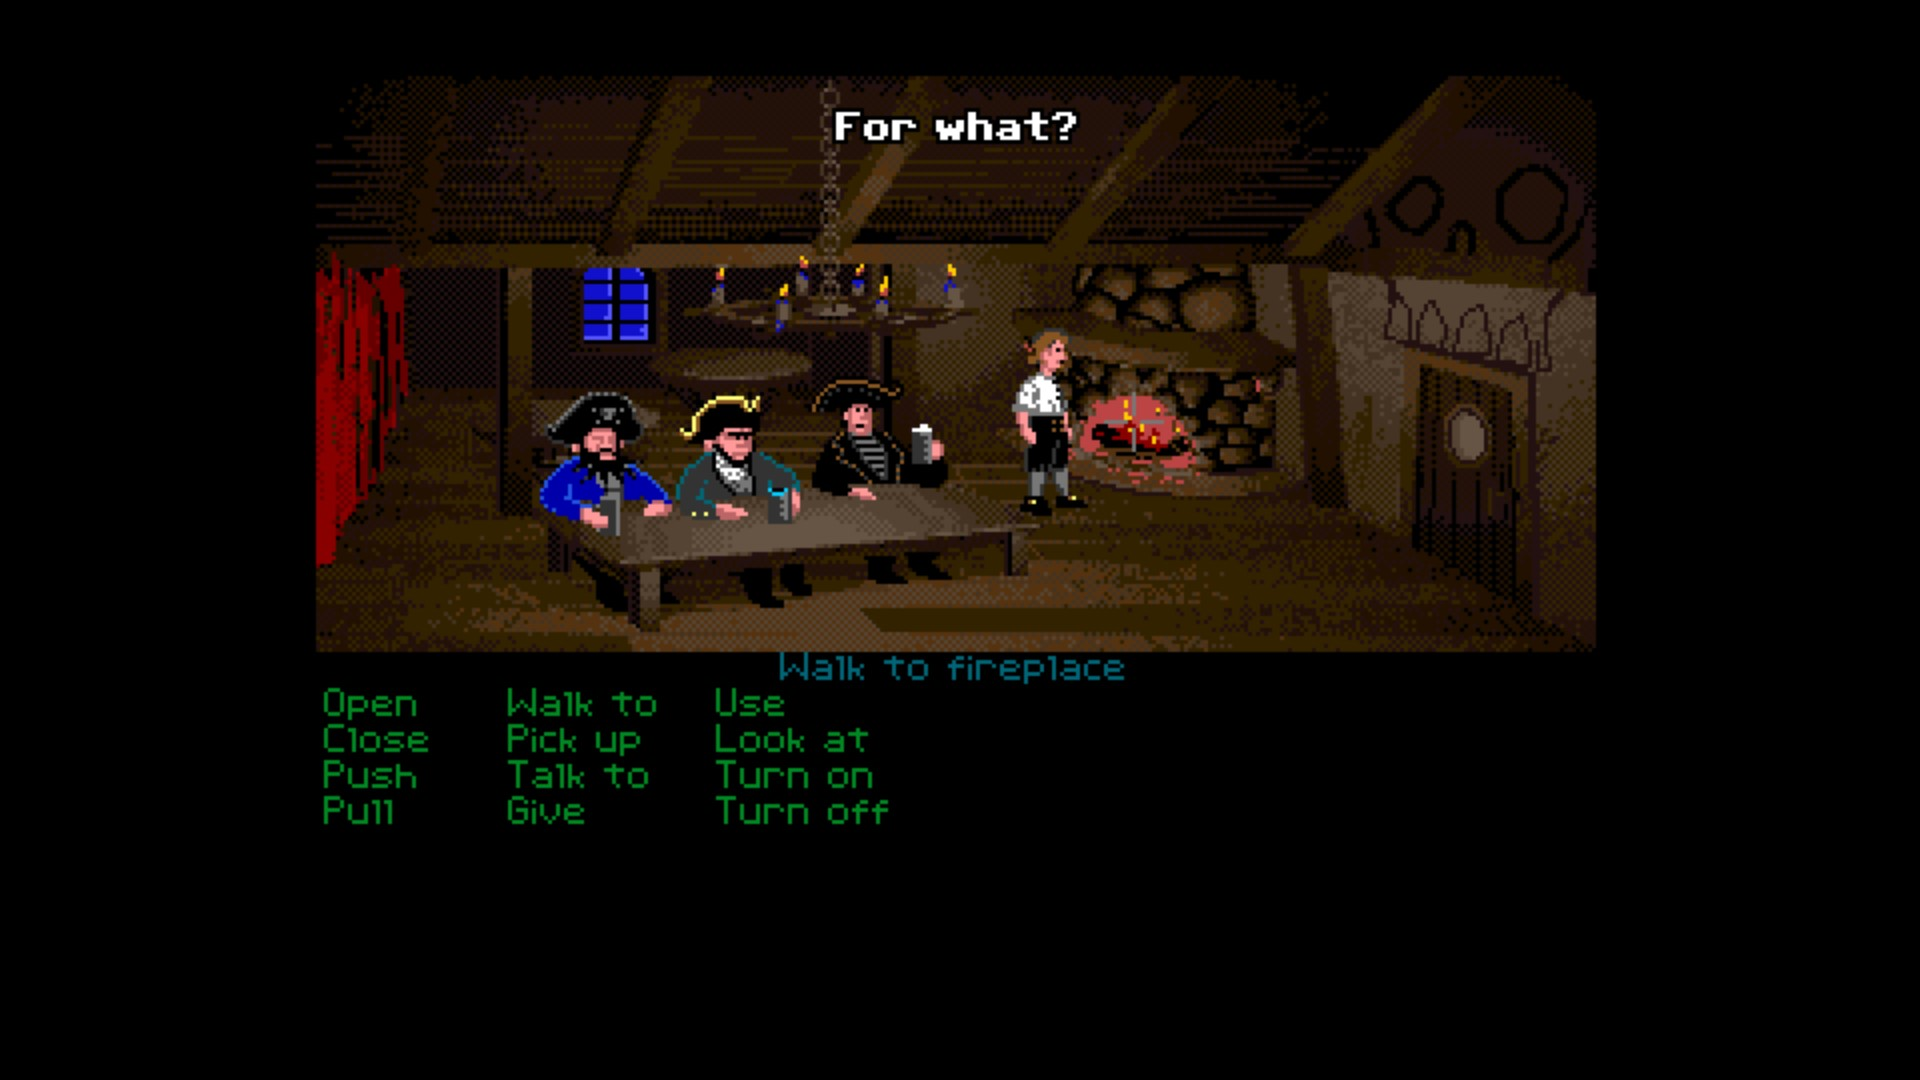 For what?
Walk to fireplace
Open Walk to Use
Close Pick up Look at
Push Talk to Turn on
Pull Give Turn off